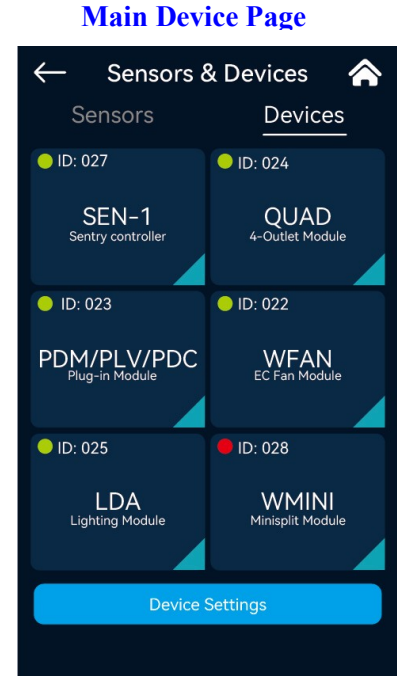 Main Device Page
Sensors & Devices
Sensors Devices
ID: 027
SEN-1
Sentry controller
ID: 024
QUAD
4-Outlet Module
ID: 023
PDM/PLV/PDC
Plug-in Module
ID: 022
WFAN
EC Fan Module
ID: 025
LDA
Lighting Module
ID: 028
WMINI
Minisplit Module
Device Settings